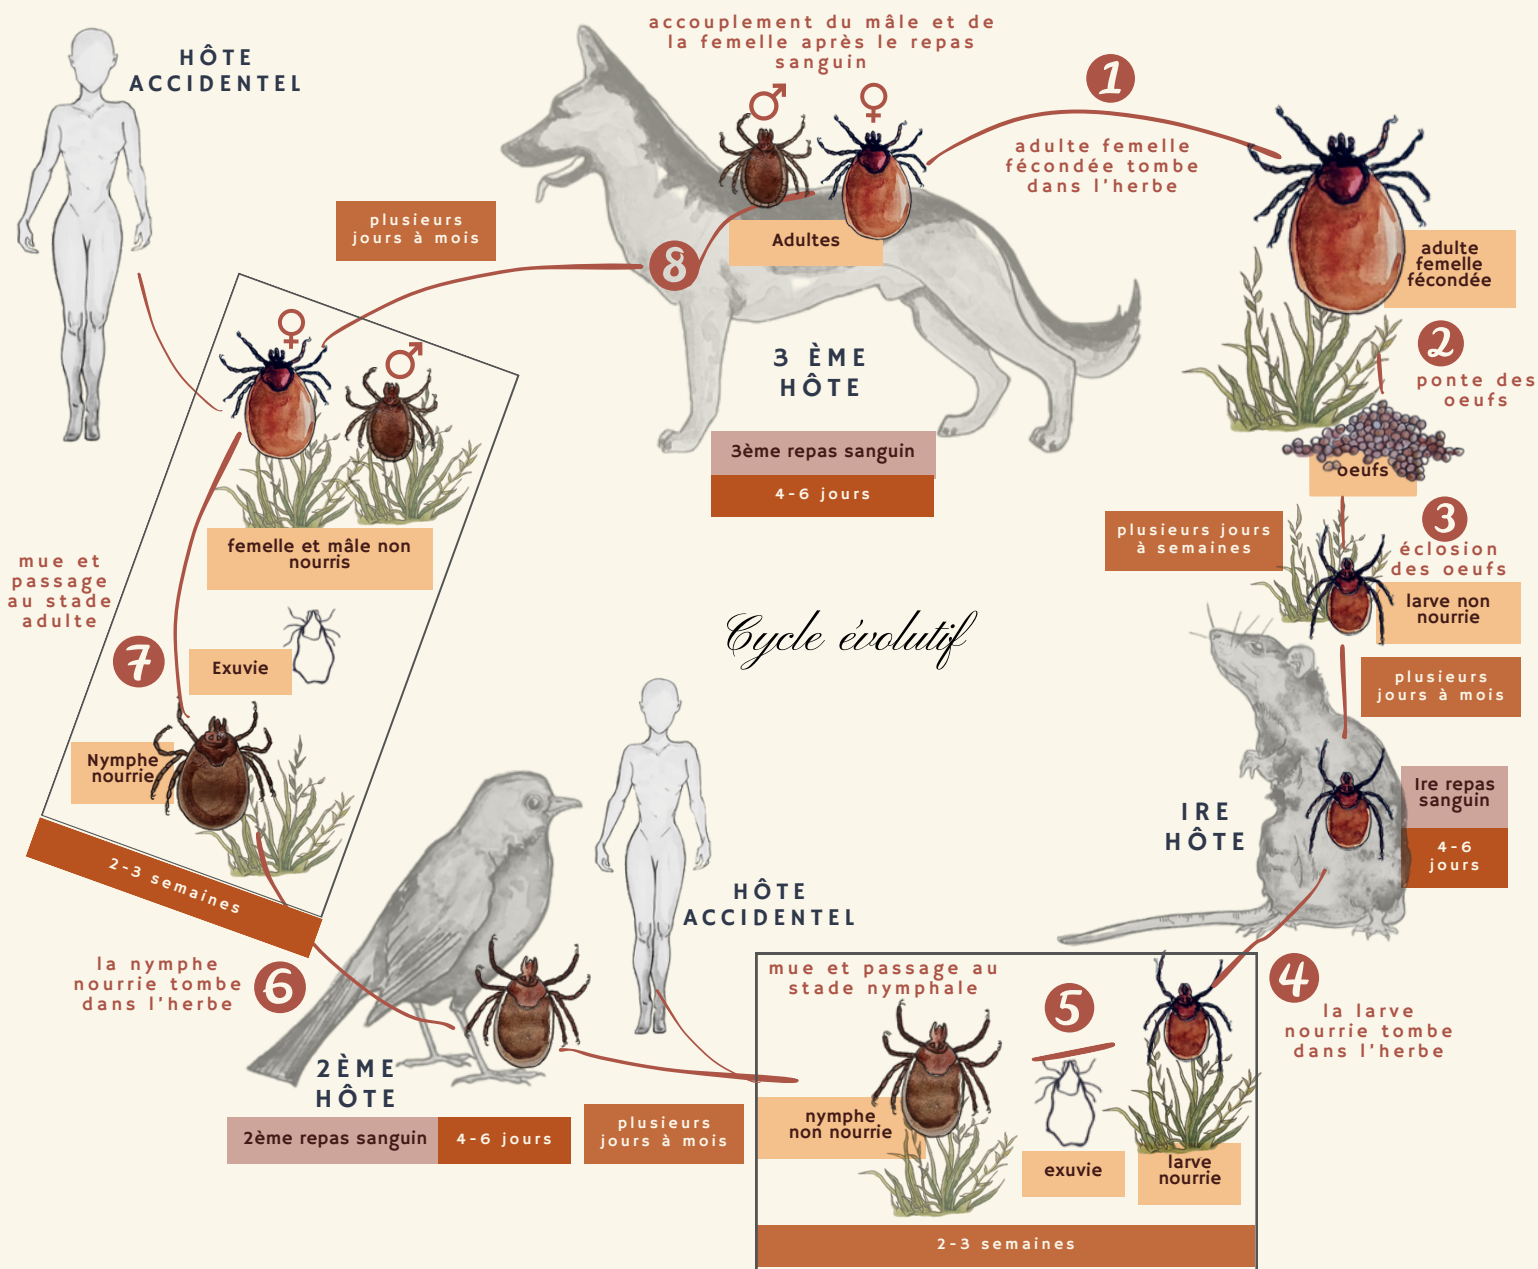 accouplement du mâle et de
la femelle après le repas
sanguin
HÔTE
ACCIDENTEL
1
adulte femelle
fécondée tombe
dans l'herbe
plusieurs
jours à mois
8
Adultes
adulte
femelle
fécondée
2
ponte des
oeufs
3 ÈME
HÔTE
3ème repas sanguin
4-6 jours
oeufs
3
éclosion
des oeufs
plusieurs jours
à semaines
larve non
nourrie
plusieurs
jours à mois
femelle et mâle non
nourris
mue et
passage
au stade
adulte
7
Exuvie
Cycle évolutif
Nymphe
nourrie
2-3 semaines
IRE
HÔTE
Ire repas
sanguin
4-6
jours
HÔTE
ACCIDENTEL
la nymphe
nourrie tombe
dans l'herbe
6
mue et passage au
stade nymphale
5
4
la larve
nourrie tombe
dans l'herbe
2ÈME
HÔTE
2ème repas sanguin
4-6 jours
plusieurs
jours à mois
nymphe
non nourrie
exuvie
larve
nourrie
2-3 semaines